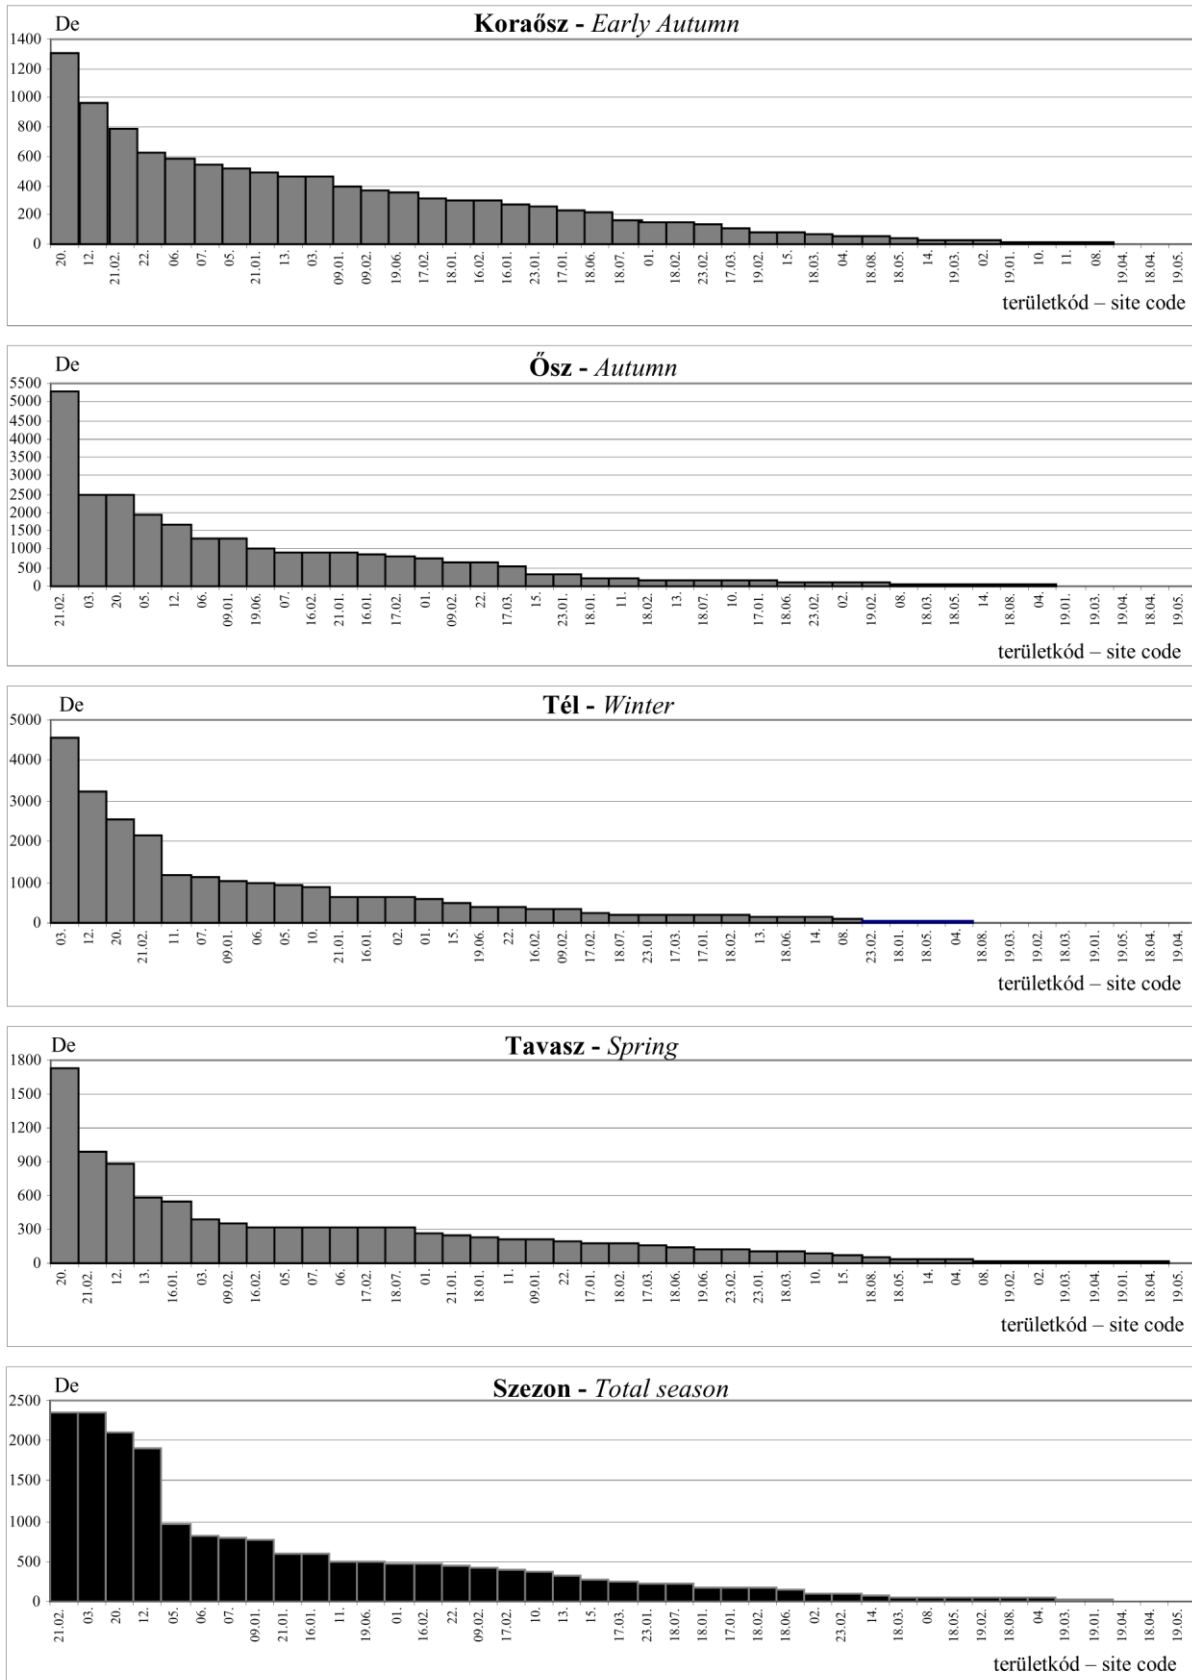 De
Koraősz - Early Autumn
1400
1200
1000
800
600
400
200
0
20. 12. 21.02. 22. 06. 07. 05. 21.01. 13. 03. 09.01. 09.02. 19.06. 17.02. 18.01. 16.02. 16.01. 23.01. 18.06. 18.07. 01. 18.02. 23.02. 17.03. 19.02. 15. 18.03. 04. 18.08. 18.05. 14. 19.03. 02. 19.01. 10. 11. 08. 19.04. 18.04. 19.05.
területkód – site code
De
Ősz - Autumn
5500
5000
4500
4000
3500
3000
2500
2000
1500
1000
500
0
21.02. 03. 20. 05. 12. 06. 09.01. 19.06. 07. 16.02. 21.01. 16.01. 17.02. 01. 09.02. 22. 17.03. 15. 23.01. 18.01. 11. 18.02. 13. 18.07. 10. 17.01. 18.06. 23.02. 02. 19.02. 08. 18.03. 18.05. 14. 18.08. 04. 19.01. 19.03. 19.04. 18.04. 19.05.
területkód – site code
De
Tél - Winter
5000
4000
3000
2000
1000
0
03. 12. 20. 21.02. 11. 07. 09.01. 06. 05. 10. 21.01. 16.01. 02. 01. 15. 19.06. 22. 16.02. 09.02. 17.02. 18.07. 23.01. 17.03. 17.01. 18.02. 13. 18.06. 14. 08. 23.02. 18.01. 18.05. 04. 18.08. 19.03. 19.02. 18.03. 19.01. 19.05. 18.04. 19.04.
területkód – site code
De
Tavasz - Spring
1800
1500
1200
900
600
300
0
20. 21.02. 12. 13. 16.01. 03. 09.02. 16.02. 05. 07. 06. 17.02. 18.07. 01. 21.01. 18.01. 11. 09.01. 22. 17.01. 18.02. 17.03. 18.06. 19.06. 23.02. 23.01. 18.03. 10. 15. 18.08. 18.05. 14. 04. 08. 19.02. 02. 19.03. 19.04. 19.01. 18.04. 19.05.
területkód – site code
De
Szezon - Total season
2500
2000
1500
1000
500
0
21.02. 03. 20. 12. 05. 06. 07. 09.01. 21.01. 16.01. 11. 19.06. 01. 16.02. 22. 09.02. 17.02. 10. 13. 15. 17.03. 23.01. 18.07. 18.01. 17.01. 18.02. 18.06. 02. 23.02. 14. 18.03. 08. 18.05. 19.02. 18.08. 04. 19.03. 19.01. 19.04. 18.04. 19.05.
területkód – site code